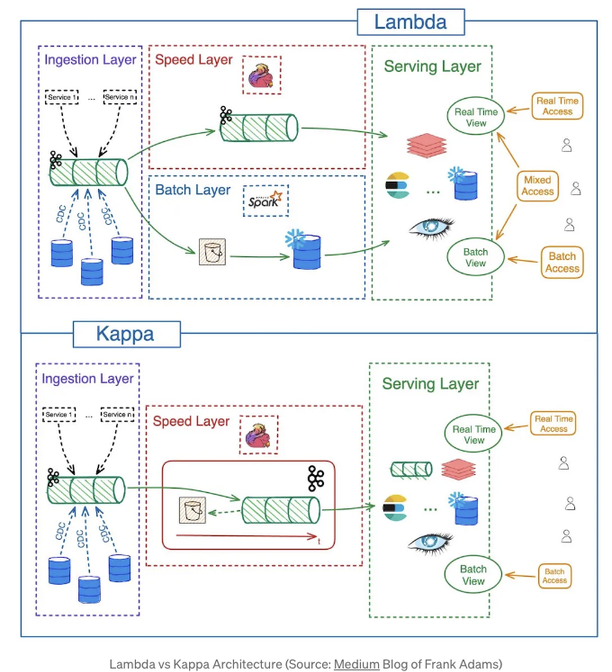 Lambda
Ingestion Layer
Speed Layer
Serving Layer
Service 1
...
Service n
CDC
CDC
CDC
Batch Layer
APACHE
Spark
...
Real Time
View
Batch
View
Real Time
Access
Mixed
Access
Batch
Access
Kappa
Ingestion Layer
Speed Layer
Serving Layer
Service 1
...
Service n
CDC
CDC
CDC
t
...
Real Time
View
Batch
View
Real Time
Access
Batch
Access
Lambda vs Kappa Architecture (Source: Medium Blog of Frank Adams)